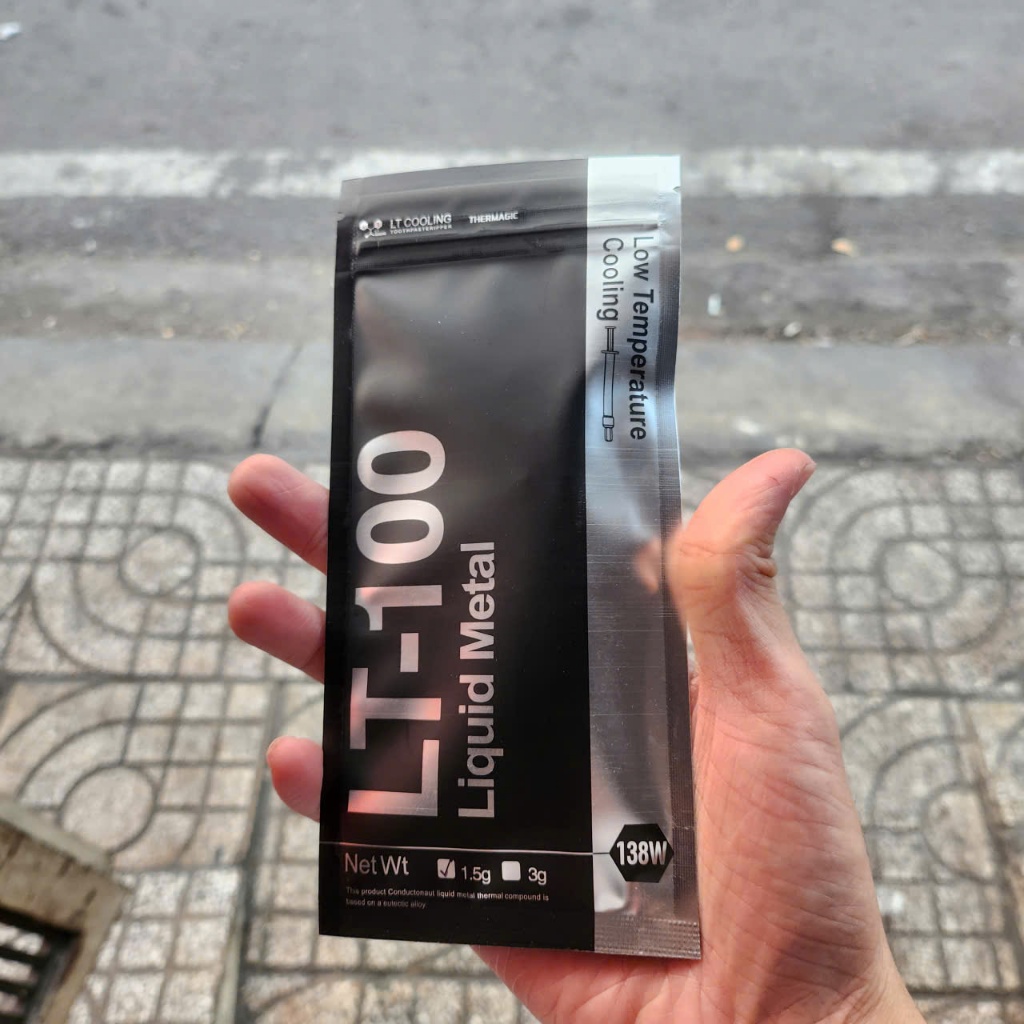 LT COOLING
THERMAGIC
Low Temperature
Cooling
LT-100
Liquid Metal
138W
Net Wt 1.5g 3g
This product Conductonaut liquid metal thermal compound is
based on a eutectic alloy.